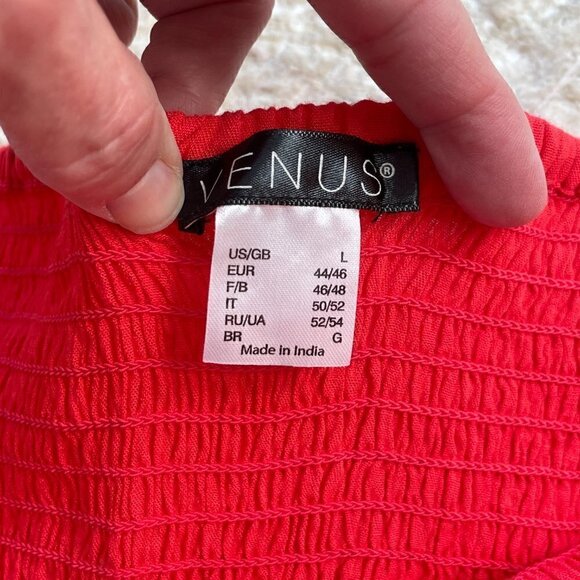 VENUS®
US/GB L
EUR 44/46
F/B 46/48
IT 50/52
RU/UA 52/54
BR G
Made in India